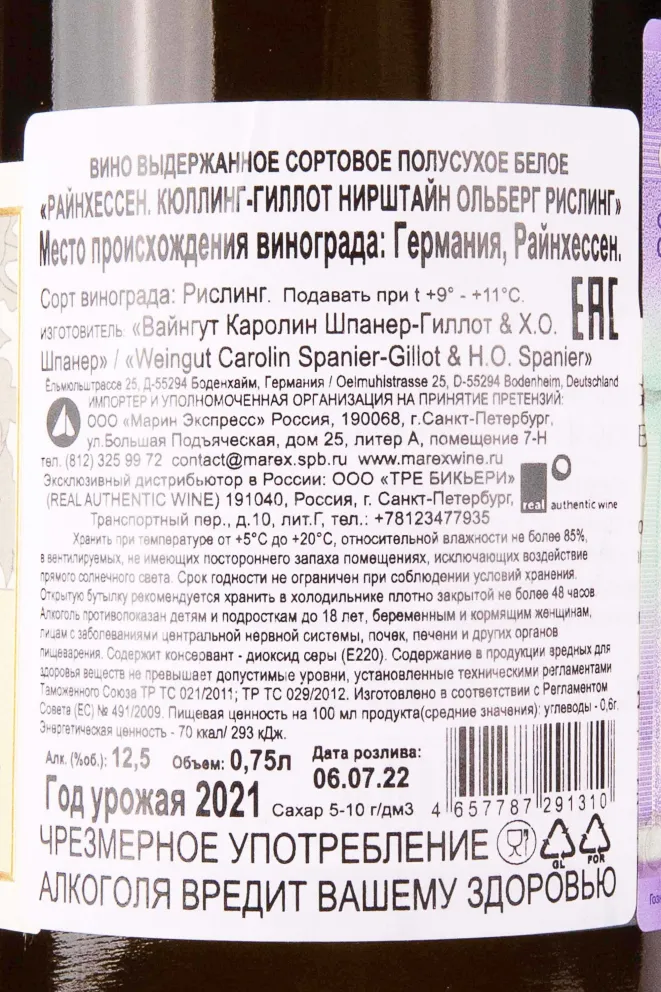 ВИНО ВЫДЕРЖАННОЕ СОРТОВОЕ ПОЛУСУХОЕ БЕЛОЕ
«РАЙНХЕССЕН. КЮЛЛИНГ-ГИЛЛОТ НИРШТАЙН ОЛЬБЕРГ РИСЛИНГ»
Место происхождения винограда: Германия, Райнхессен.
Сорт винограда: Рислинг. Подавать при t +9° - +11°C.
EAC
изготовитель: «Вайнгут Каролин Шпанер-Гиллот & Х.О.
Шпанер» / «Weingut Carolin Spanier-Gillot & H.O. Spanier»
Ёльмюльштрассе 25, Д-55294 Боденхайм, Германия / Oelmuhlstrasse 25, D-55294 Bodenheim, Deutschland
ИМПОРТЕР И УПОЛНОМОЧЕННАЯ ОРГАНИЗАЦИЯ НА ПРИНЯТИЕ ПРЕТЕНЗИЙ:
ООО «Марин Экспресс» Россия, 190068, г.Санкт-Петербург,
ул.Большая Подъяческая, дом 25, литер А, помещение 7-Н
тел. (812) 325 99 72 contact@marex.spb.ru www.marexwine.ru
Эксклюзивный дистрибьютор в России: ООО «ТРЕ БИКЬЕРИ»
(REAL AUTHENTIC WINE) 191040, Россия, г. Санкт-Петербург,
real authentic wine
Транспортный пер., д.10, лит.Г, тел.: +78123477935
Хранить при температуре от +5°C до +20°C, относительной влажности не более 85%,
в вентилируемых, не имеющих постороннего запаха помещениях, исключающих воздействие
прямого солнечного света. Срок годности не ограничен при соблюдении условий хранения.
Открытую бутылку рекомендуется хранить в холодильнике плотно закрытой не более 48 часов.
Алкоголь противопоказан детям и подросткам до 18 лет, беременным и кормящим женщинам,
лицам с заболеваниями центральной нервной системы, почек, печени и других органов
пищеварения. Содержит консервант - диоксид серы (Е220). Содержание в продукции вредных для
здоровья веществ не превышает допустимые уровни, установленные техническими регламентами
Таможенного Союза ТР ТС 021/2011; ТР ТС 029/2012. Изготовлено в соответствии с Регламентом
Совета (ЕС) № 491/2009. Пищевая ценность на 100 мл продукта(средние значения): углеводы - 0,6г.
Энергетическая ценность - 70 ккал/ 293 кДж.
Алк. (%об.): 12,5 Объем: 0,75л Дата розлива:
06.07.22
Год урожая 2021 Сахар 5-10 г/дм3
4 657787 291310
ЧРЕЗМЕРНОЕ УПОТРЕБЛЕНИЕ
GL FOR
АЛКОГОЛЯ ВРЕДИТ ВАШЕМУ ЗДОРОВЬЮ